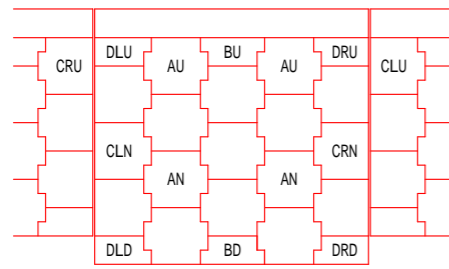 DLU BU DRU
CRU AU AU CLU
CLN CRN
AN AN
DLD BD DRD